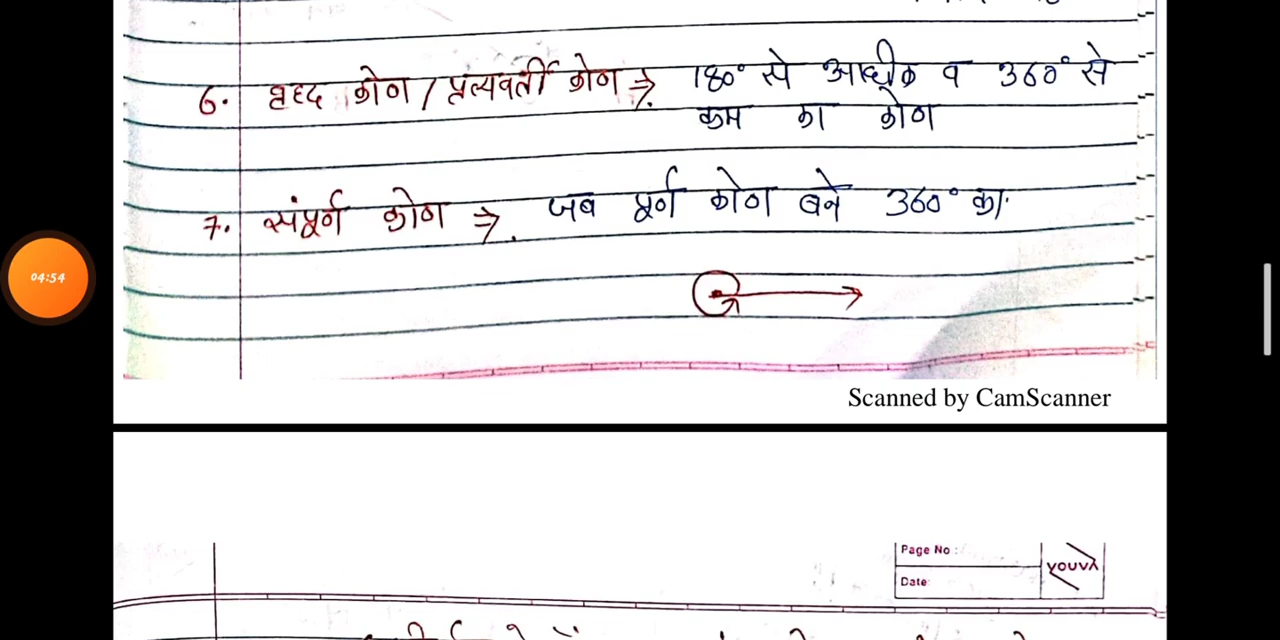 6. वृहद कोण / प्रत्यवर्ती कोण ⇒ 180° से अधीक व 360° से
कम का कोण
7. संपूर्ण कोण ⇒ जब पूर्ण कोण बने 360° का
04:54
Scanned by CamScanner
Page No :
Date
youva